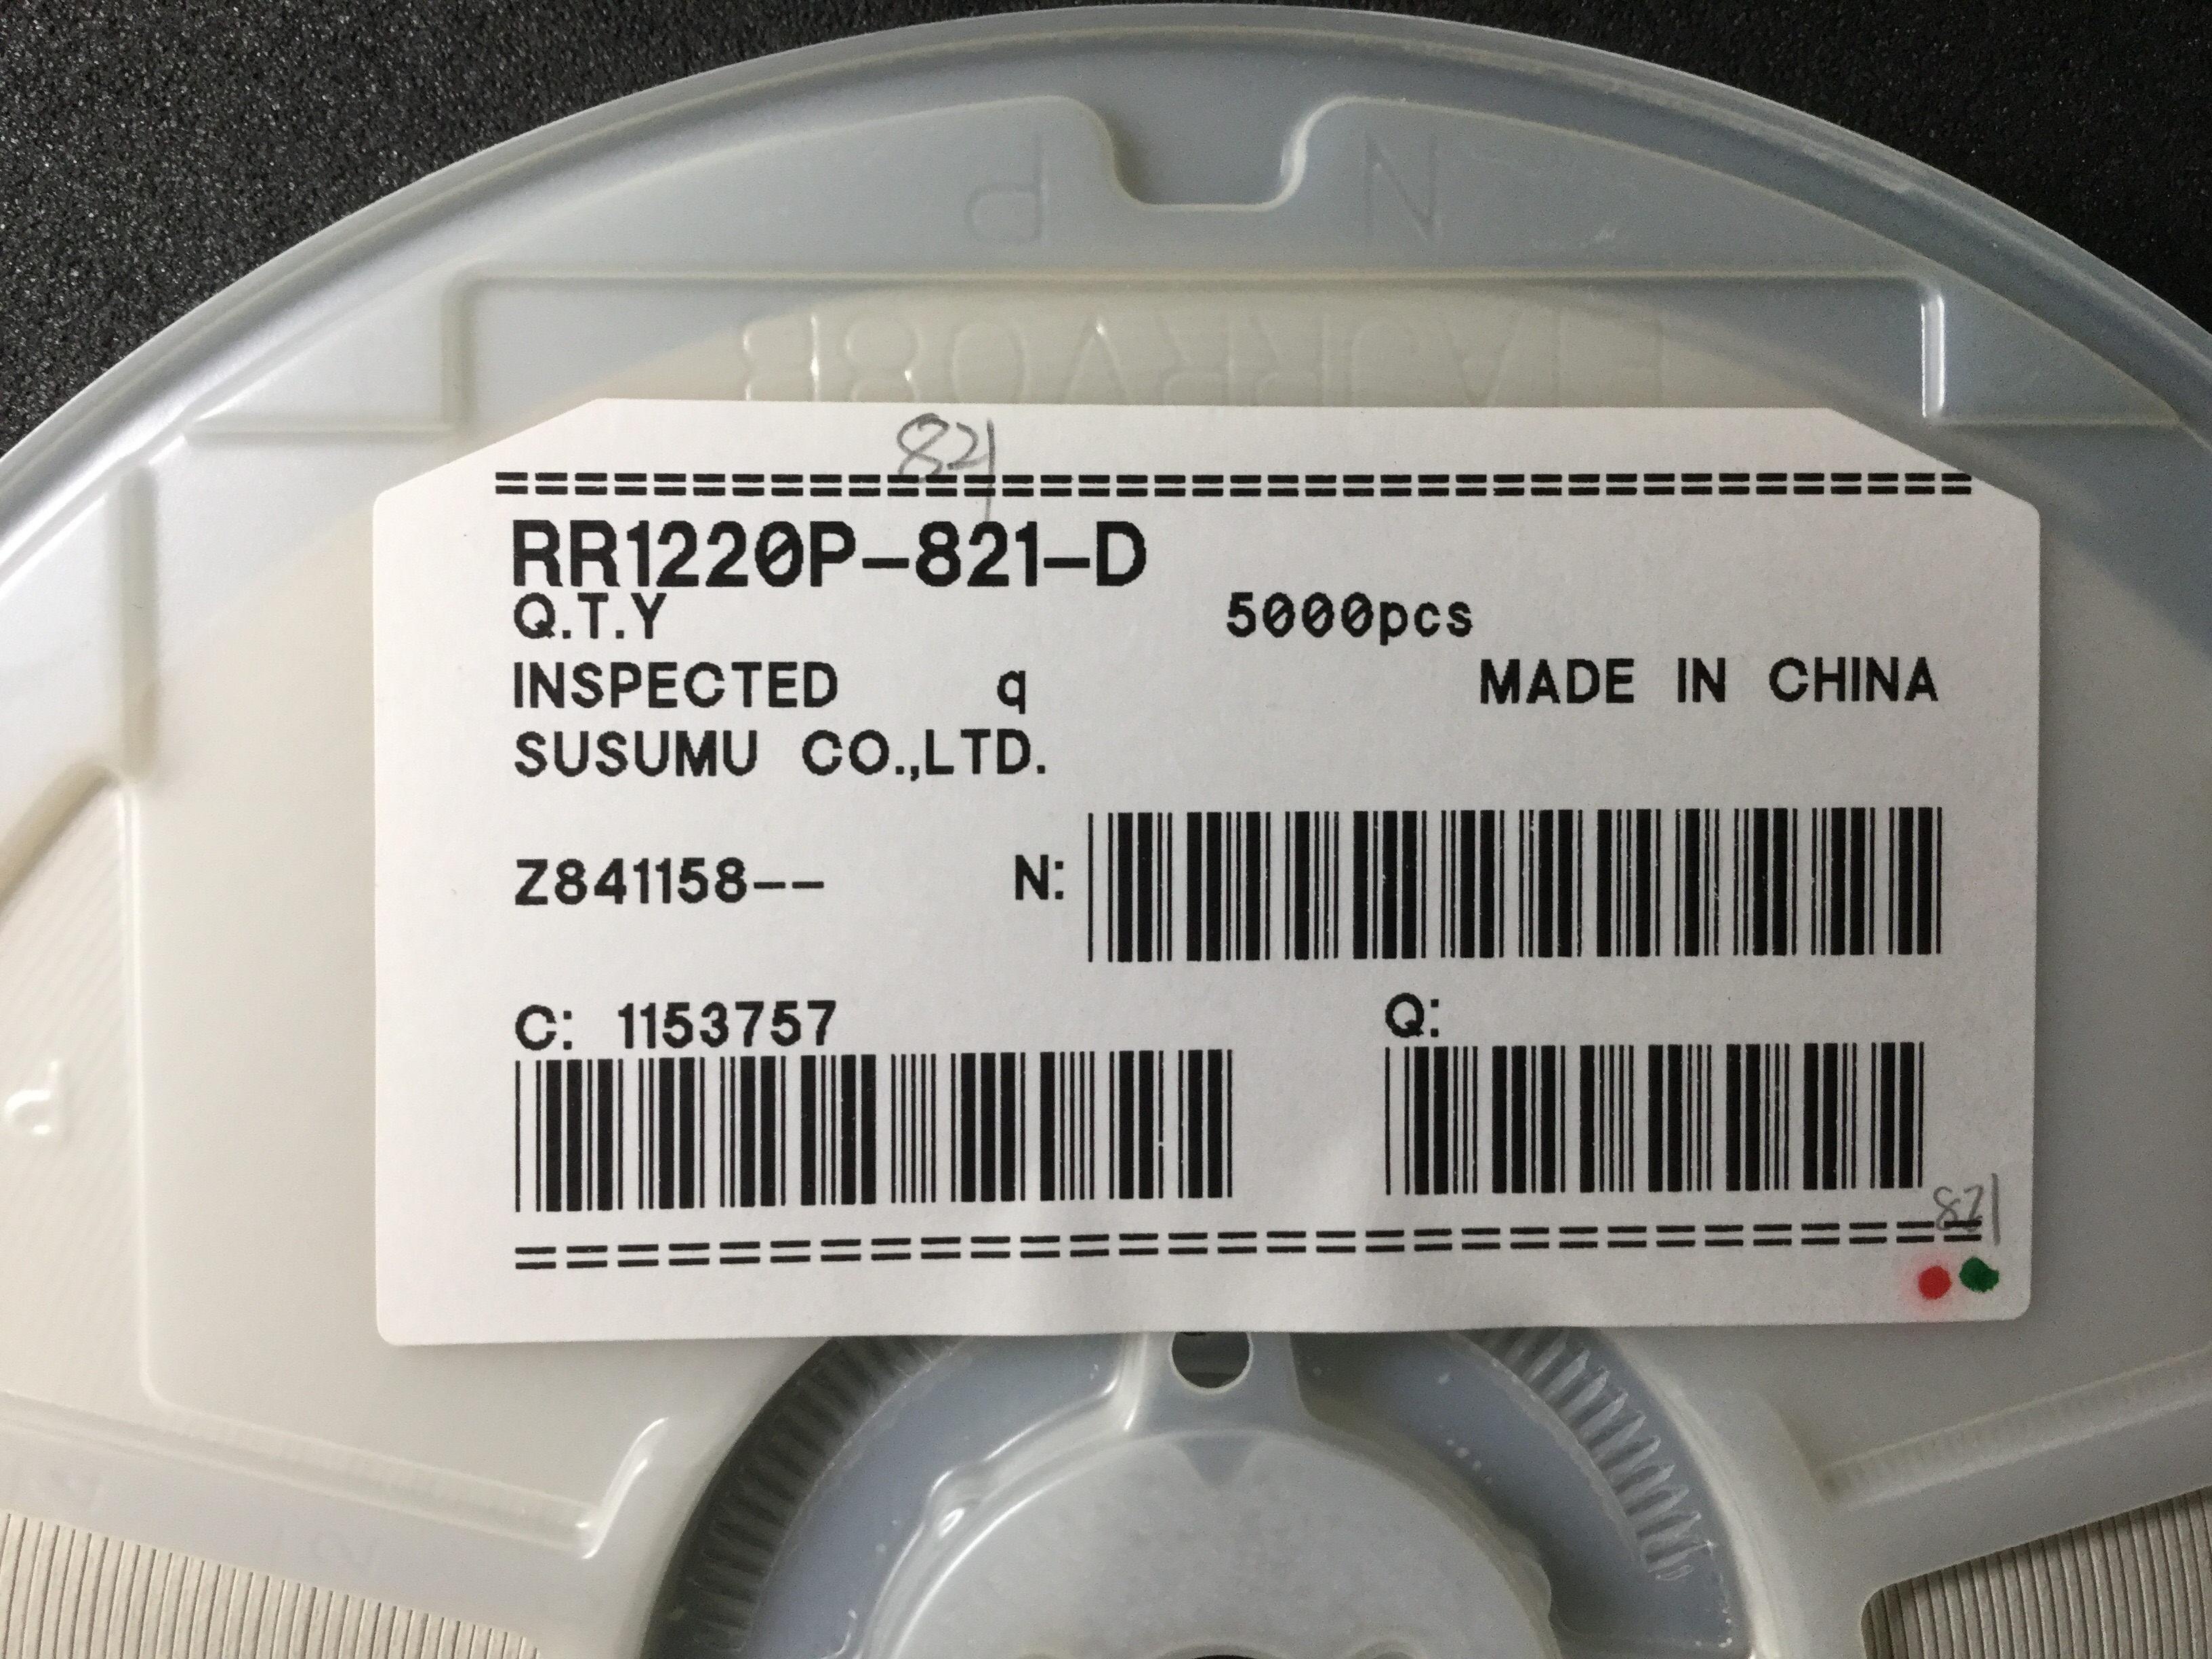 P N
821
==============================
RR1220P-821-D
Q.T.Y 5000pcs
INSPECTED q MADE IN CHINA
SUSUMU CO.,LTD.
Z841158-- N:
C: 1153757 Q:
821
==============================